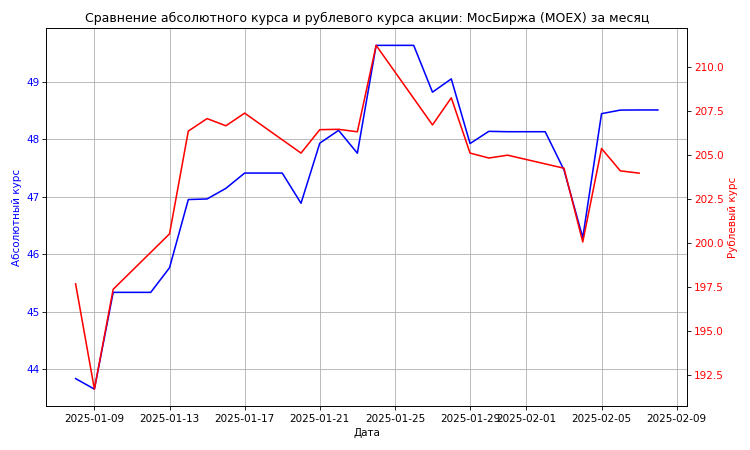 Сравнение абсолютного курса и рублевого курса акции: МосБиржа (MOEX) за месяц
Абсолютный курс
49
48
47
46
45
44
210.0
207.5
205.0
202.5
200.0
197.5
195.0
192.5
Рублевый курс
2025-01-09 2025-01-13 2025-01-17 2025-01-21 2025-01-25 2025-01-29 2025-02-01 2025-02-05 2025-02-09
Дата